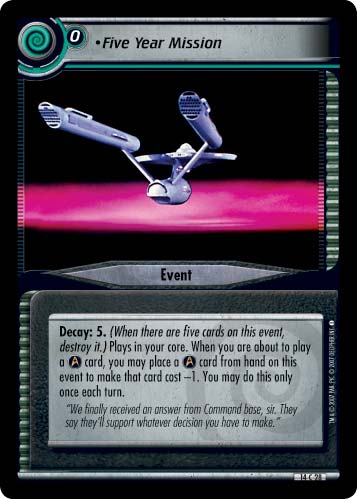 0
•Five Year Mission
Event
Decay: 5. (When there are five cards on this event,
destroy it.) Plays in your core. When you are about to play
a card, you may place a card from hand on this
event to make that card cost –1. You may do this only
once each turn.
“We finally received an answer from Command base, sir. They
say they'll support whatever decision you have to make.”
14 C 28